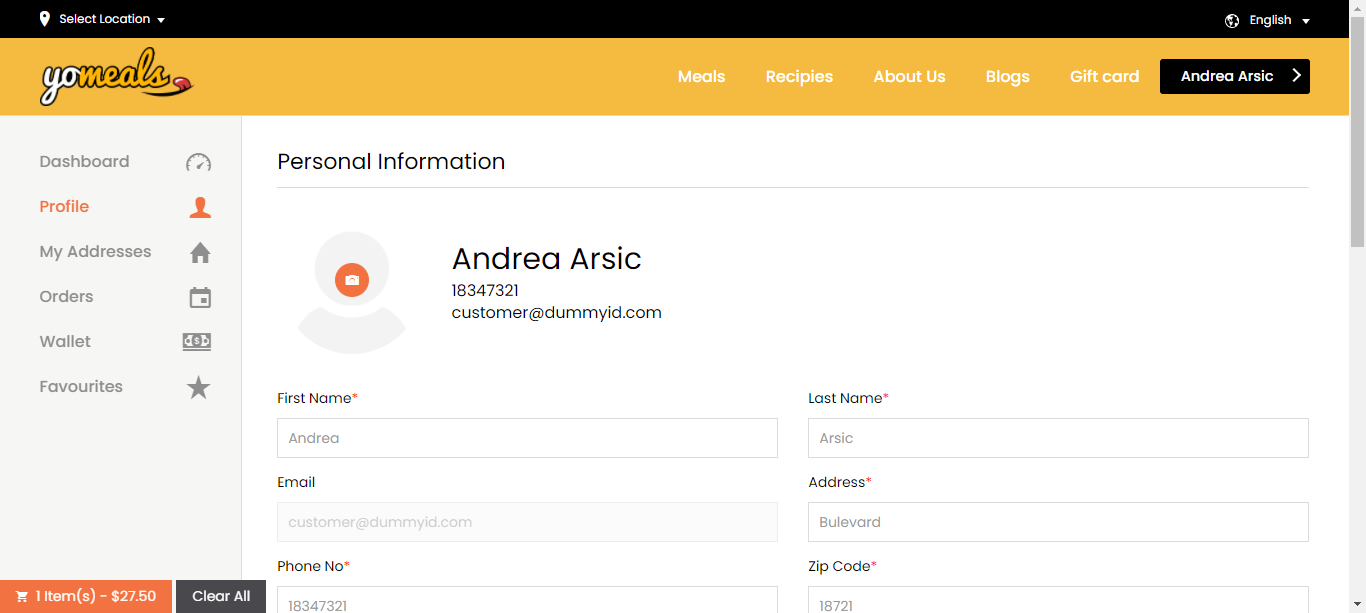 Select Location
English
yomeals
Meals Recipies About Us Blogs Gift card Andrea Arsic
Dashboard
Profile
My Addresses
Orders
Wallet
Favourites
Personal Information
Andrea Arsic
18347321
customer@dummyid.com
First Name*
Last Name*
Andrea
Arsic
Email
Address*
customer@dummyid.com
Bulevard
Phone No*
Zip Code*
18347321
18721
1 Item(s) - $27.50
Clear All